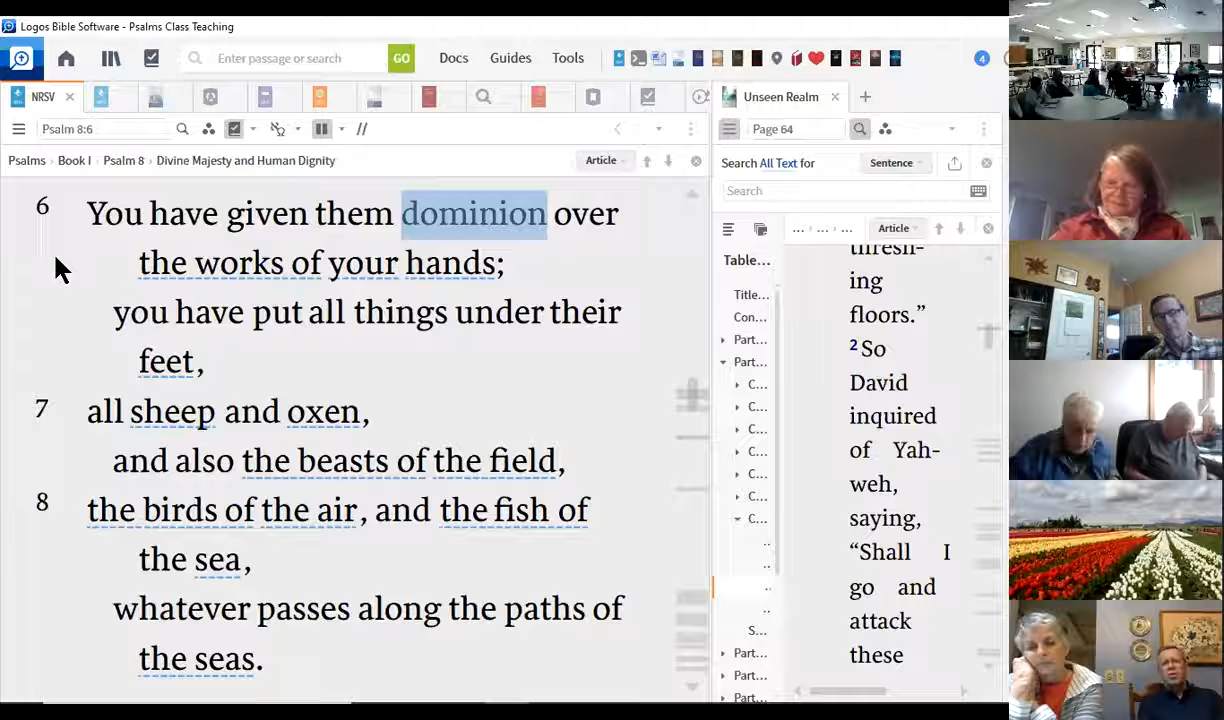 Logos Bible Software - Psalms Class Teaching
Enter passage or search
GO
Docs
Guides
Tools
4
NRSV
Unseen Realm
Psalm 8:6
Page 64
Psalms › Book I › Psalm 8 › Divine Majesty and Human Dignity
Article
Search All Text for
Sentence
Search
6 You have given them dominion over
the works of your hands;
you have put all things under their
feet,
7 all sheep and oxen,
and also the beasts of the field,
8 the birds of the air, and the fish of
the sea,
whatever passes along the paths of
the seas.
... › ... › ...
Article
Table...
Title...
Con...
Part...
Part...
C...
C...
C...
C...
C...
C...
C...
..
..
..
..
S...
Part...
Part...
Part...
thresh-
ing
floors.”
2 So
David
inquired
of Yah-
weh,
saying,
“Shall I
go and
attack
these